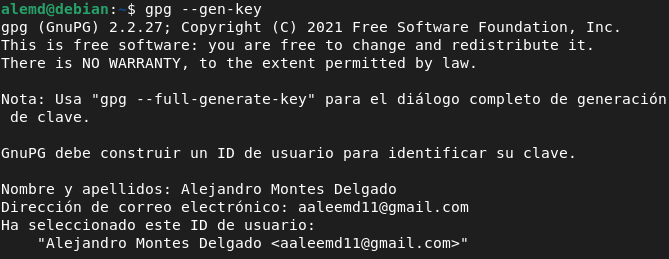 alemd@debian:~$ gpg --gen-key
gpg (GnuPG) 2.2.27; Copyright (C) 2021 Free Software Foundation, Inc.
This is free software: you are free to change and redistribute it.
There is NO WARRANTY, to the extent permitted by law.
Nota: Usa "gpg --full-generate-key" para el diálogo completo de generación
 de clave.
GnuPG debe construir un ID de usuario para identificar su clave.
Nombre y apellidos: Alejandro Montes Delgado
Dirección de correo electrónico: aaleemd11@gmail.com
Ha seleccionado este ID de usuario:
    "Alejandro Montes Delgado <aaleemd11@gmail.com>"